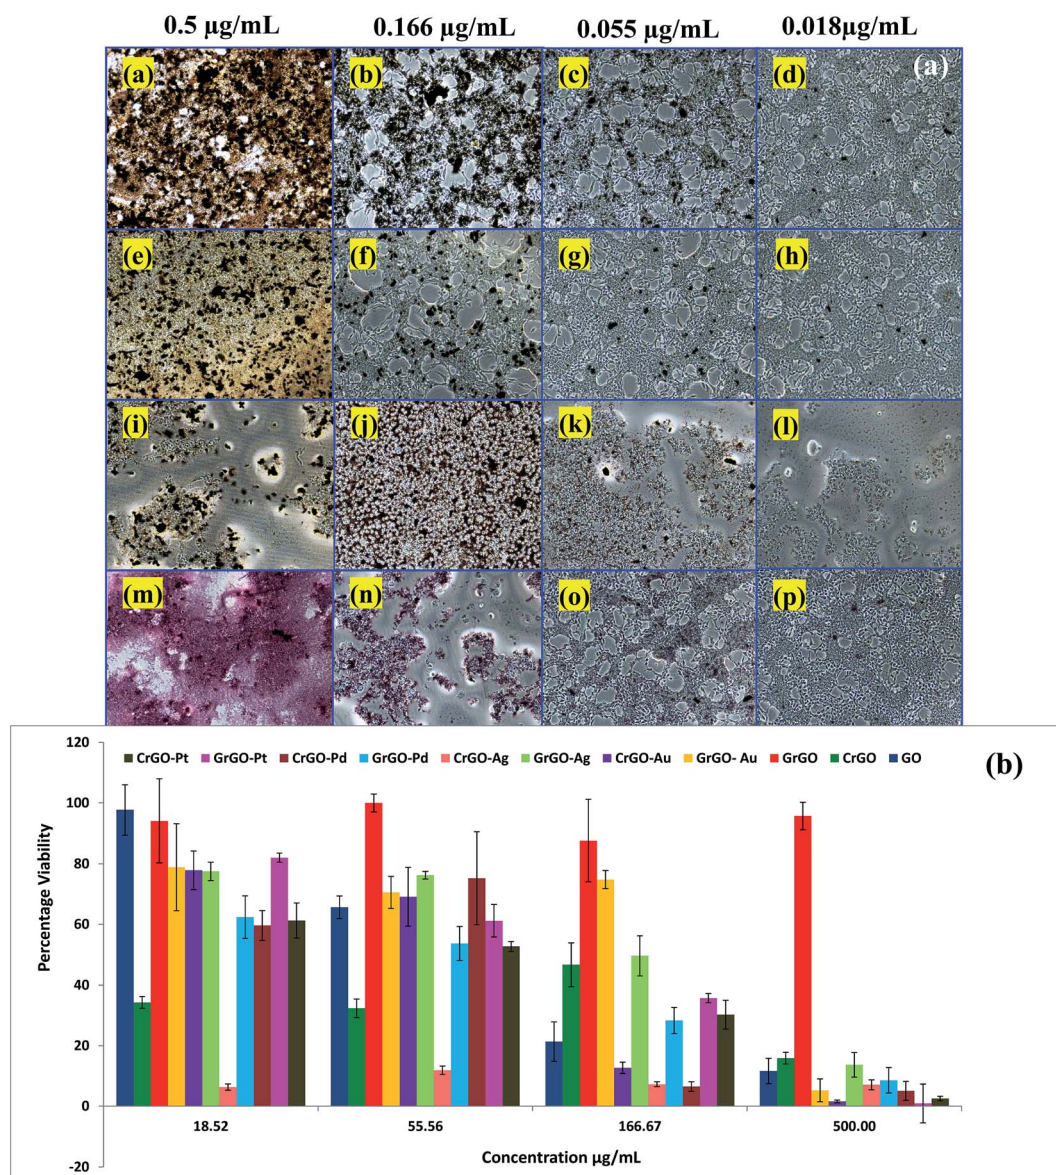 0.5 µg/mL 0.166 µg/mL 0.055 µg/mL 0.018µg/mL
(a) (b) (c) (d) (a)
(e) (f) (g) (h)
(i) (j) (k) (l)
(m) (n) (o) (p)
120
CrGO-Pt GrGO-Pt CrGO-Pd GrGO-Pd CrGO-Ag GrGO-Ag CrGO-Au GrGO- Au GrGO CrGO GO
(b)
100
80
60
40
20
0
-20
Percentage Viability
18.52 55.56 166.67 500.00
Concentration µg/mL